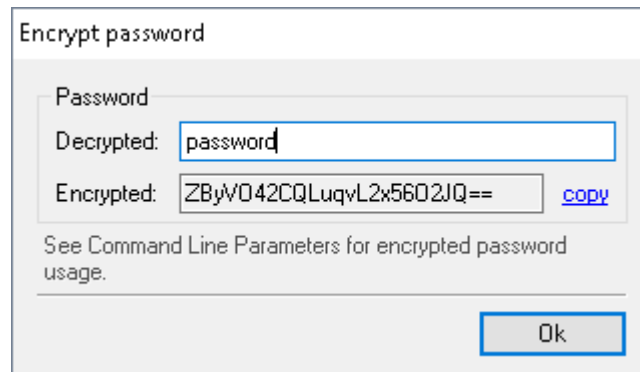 Encrypt password
Password
Decrypted: password
Encrypted: ZByVO42CQLuqvL2x56O2JQ== copy
See Command Line Parameters for encrypted password
usage.
Ok